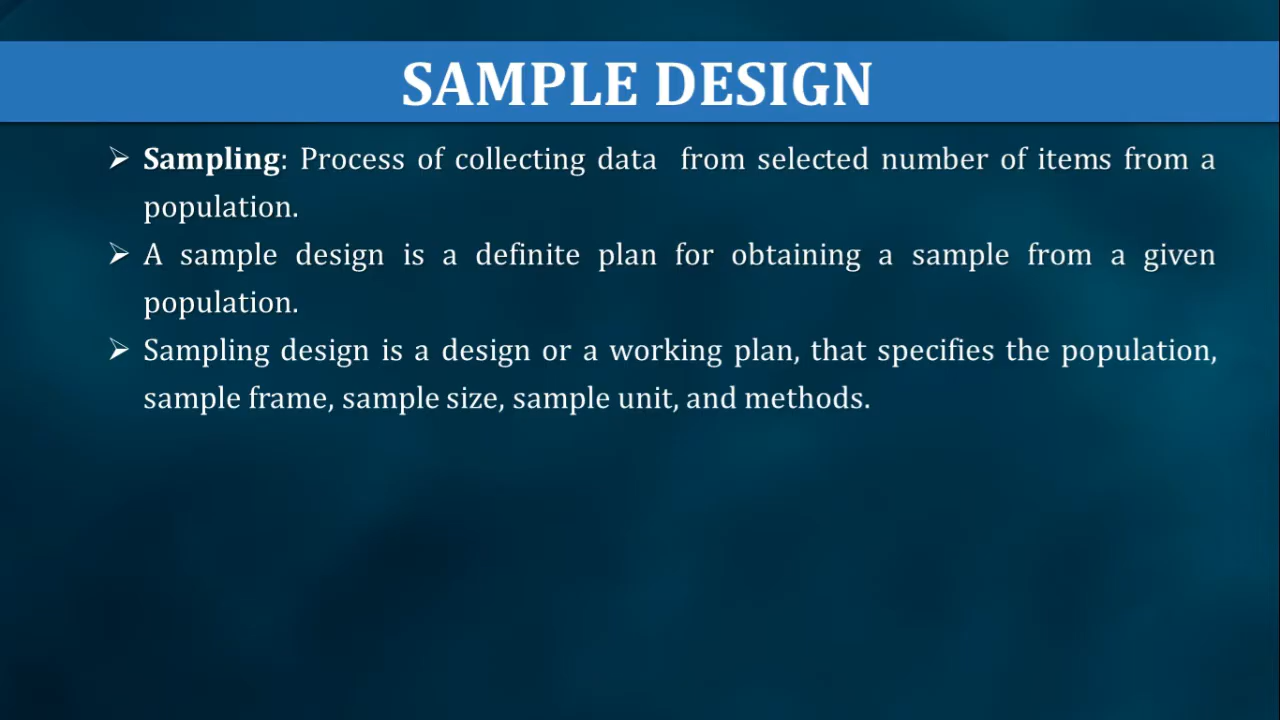 SAMPLE DESIGN
➢ Sampling: Process of collecting data from selected number of items from a
population.
➢ A sample design is a definite plan for obtaining a sample from a given
population.
➢ Sampling design is a design or a working plan, that specifies the population,
sample frame, sample size, sample unit, and methods.